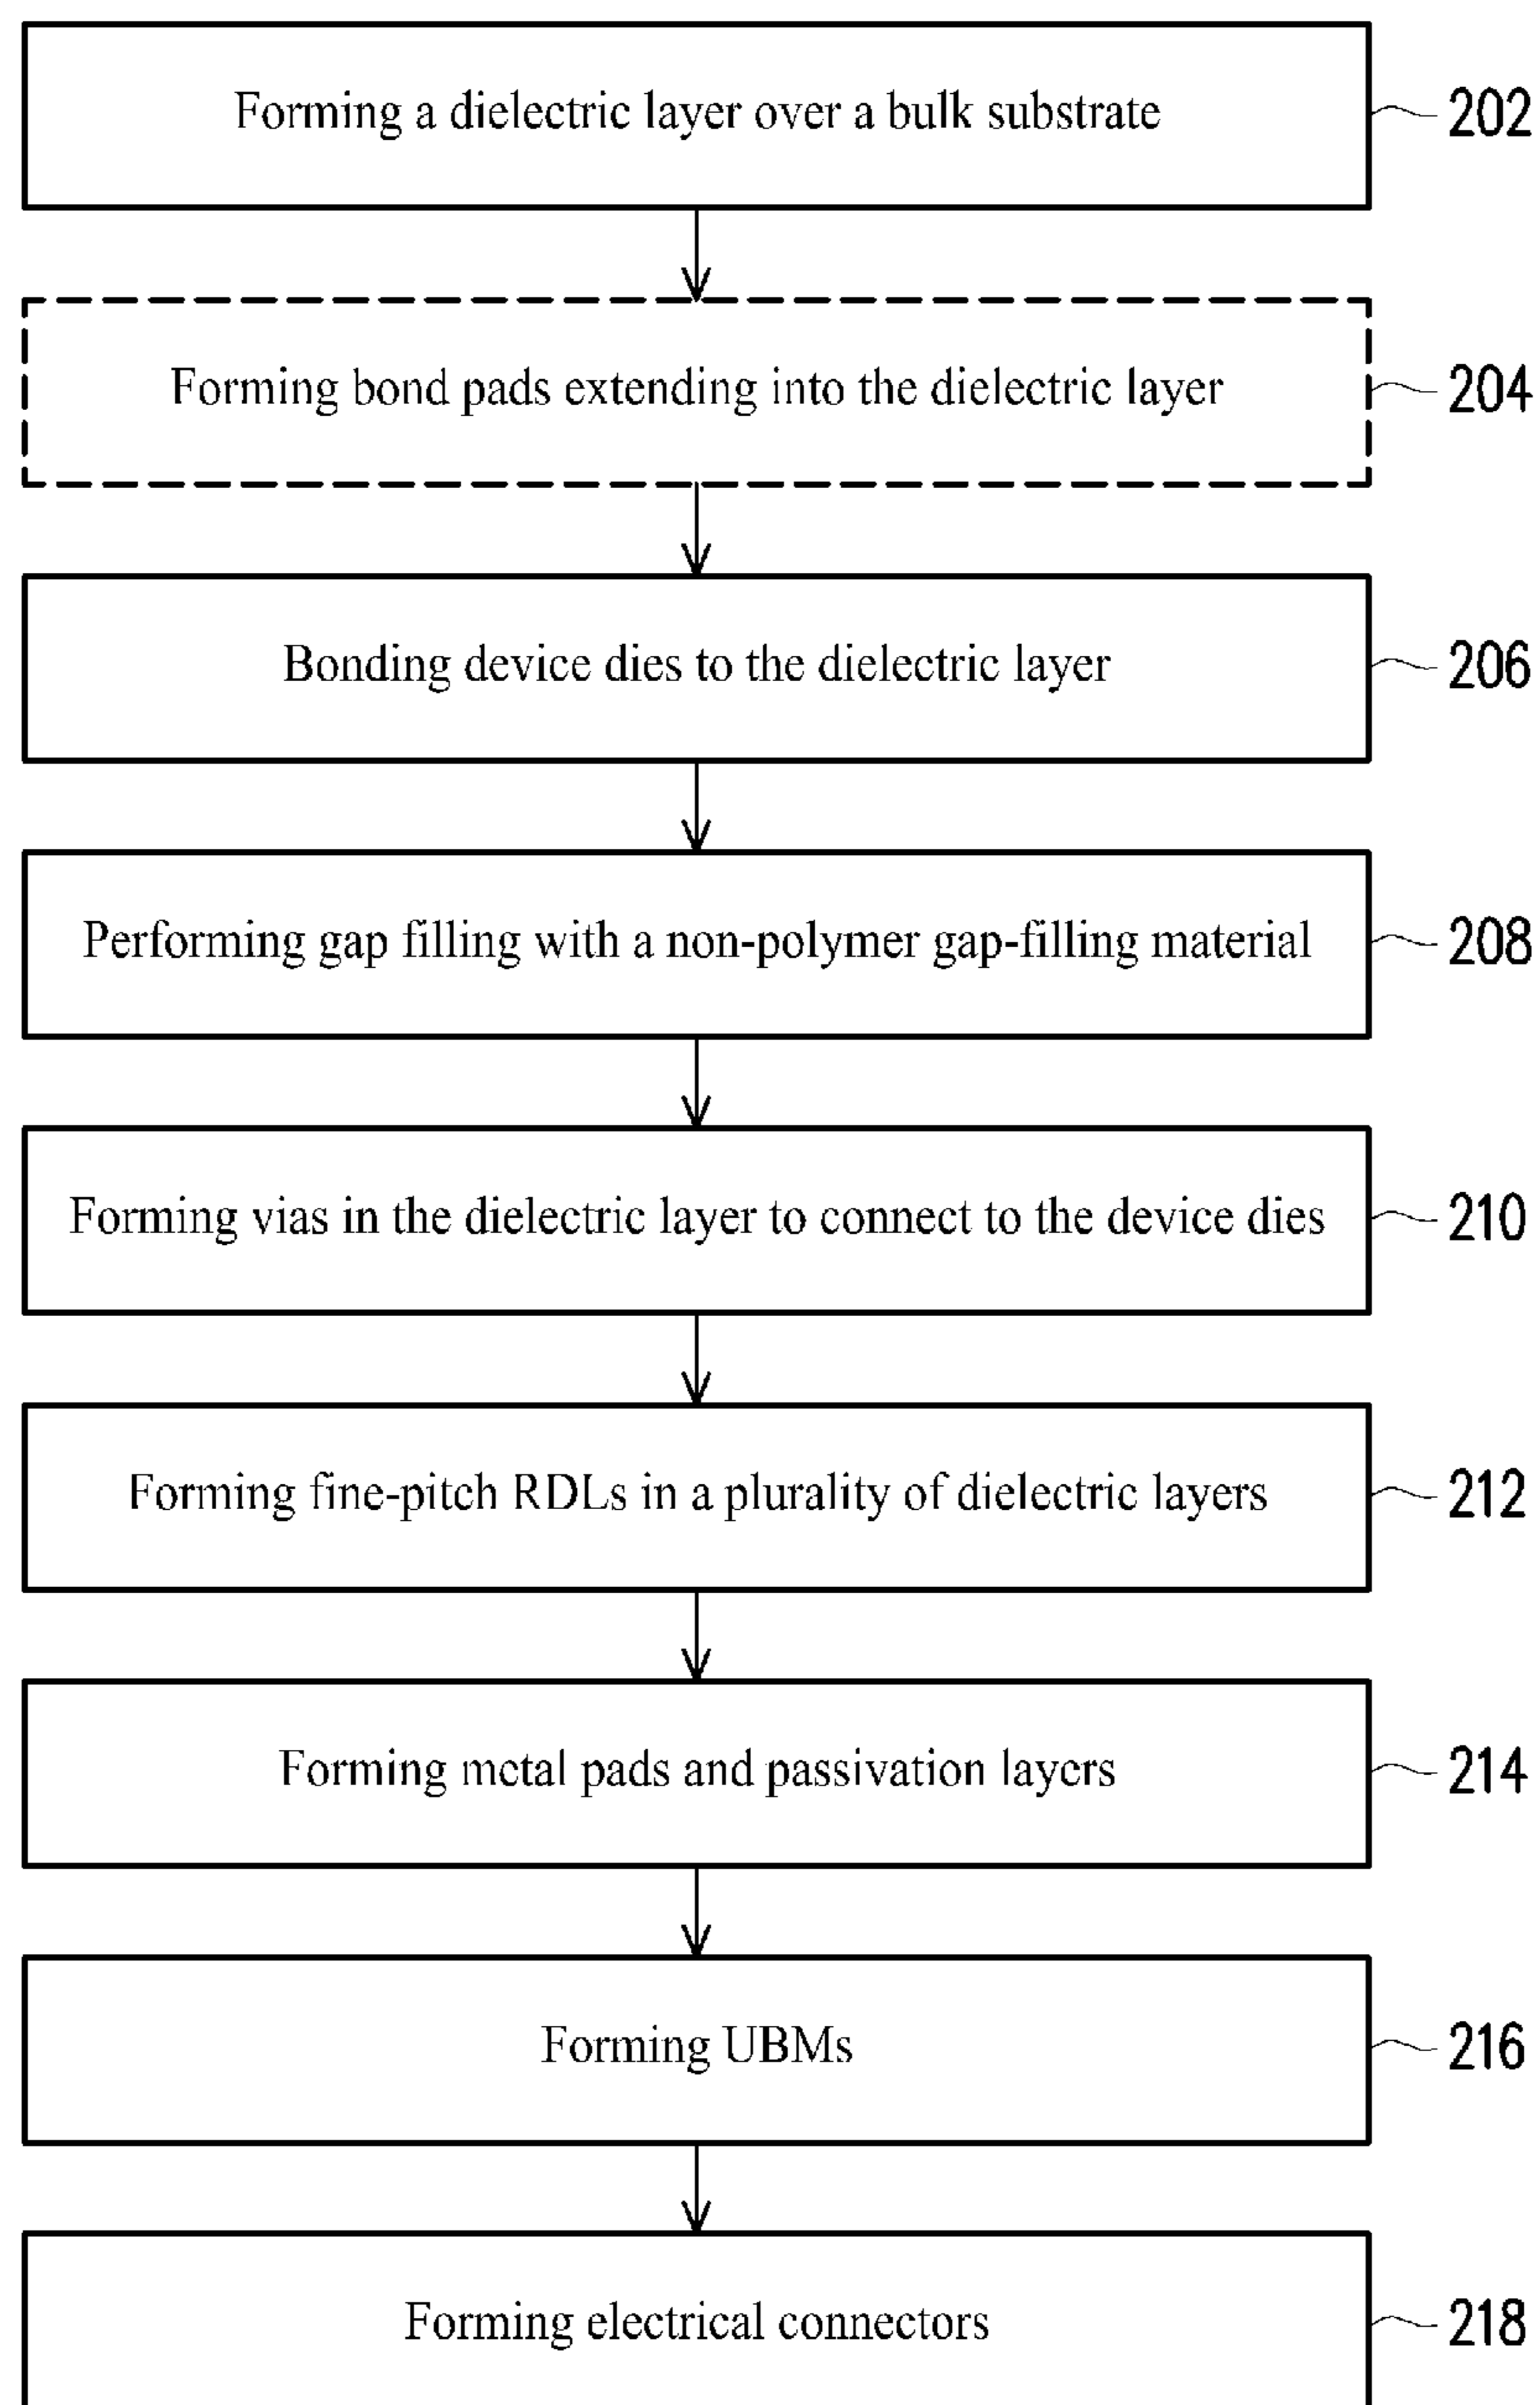 Forming a dielectric layer over a bulk substrate
202
Forming bond pads extending into the dielectric layer
204
Bonding device dies to the dielectric layer
206
Performing gap filling with a non-polymer gap-filling material
208
Forming vias in the dielectric layer to connect to the device dies
210
Forming fine-pitch RDLs in a plurality of dielectric layers
212
Forming metal pads and passivation layers
214
Forming UBMs
216
Forming electrical connectors
218